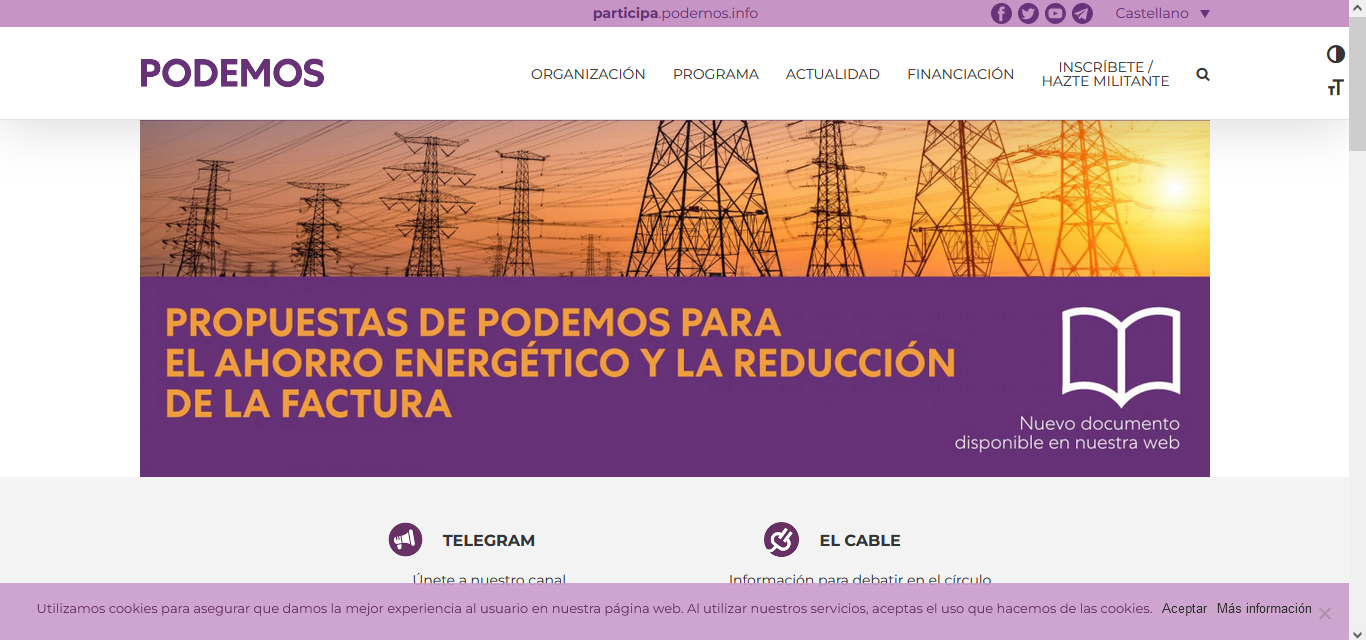 participa.podemos.info
Castellano
PODEMOS
ORGANIZACIÓN
PROGRAMA
ACTUALIDAD
FINANCIACIÓN
INSCRÍBETE /
HAZTE MILITANTE
PROPUESTAS DE PODEMOS PARA
EL AHORRO ENERGÉTICO Y LA REDUCCIÓN
DE LA FACTURA
Nuevo documento
disponible en nuestra web
TELEGRAM
EL CABLE
Únete a nuestro canal
Información para debatir en el círculo
Utilizamos cookies para asegurar que damos la mejor experiencia al usuario en nuestra página web. Al utilizar nuestros servicios, aceptas el uso que hacemos de las cookies. Aceptar Más información